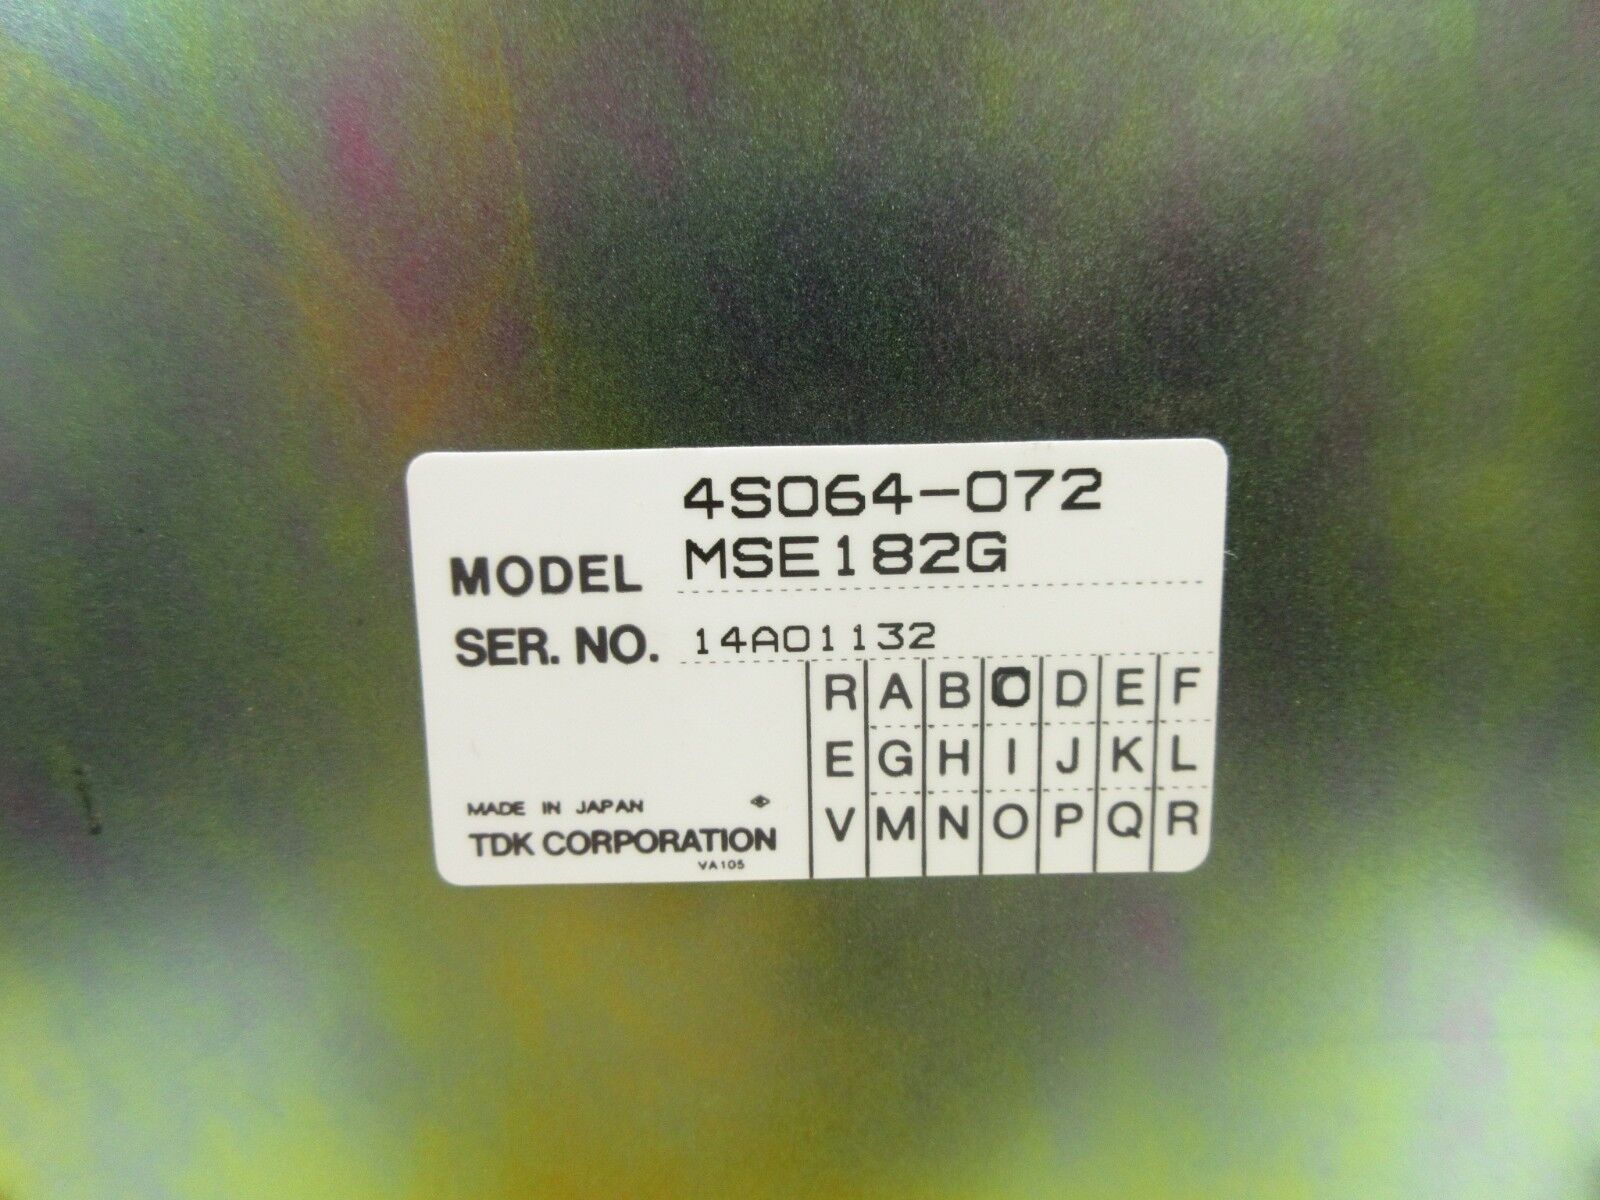 4S064-072
MODEL MSE182G
SER. NO. 14A01132
R A B C D E F
E G H I J K L
V M N O P Q R
MADE IN JAPAN
TDK CORPORATION
VA105